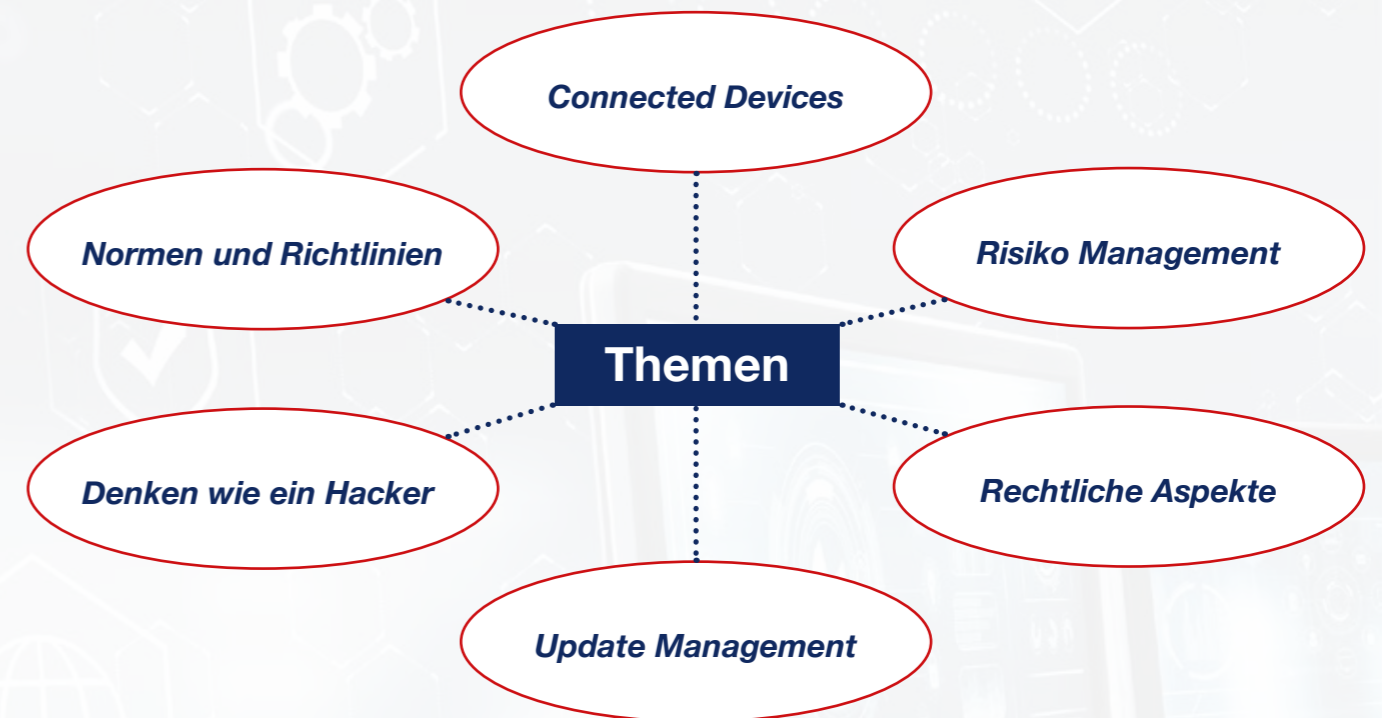 Connected Devices
Normen und Richtlinien
Risiko Management
Themen
Denken wie ein Hacker
Rechtliche Aspekte
Update Management